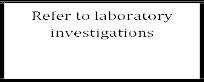 Refer to laboratory
investigations